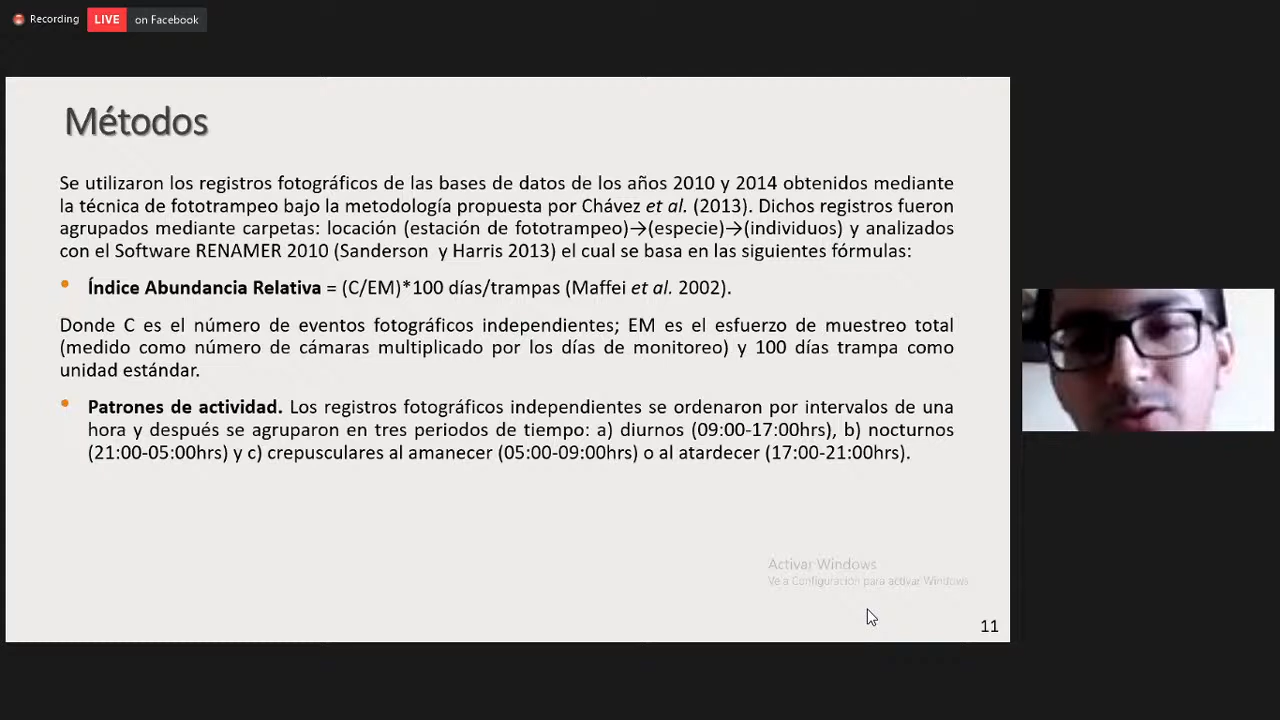 Recording LIVE on Facebook
Métodos
Se utilizaron los registros fotográficos de las bases de datos de los años 2010 y 2014 obtenidos mediante
la técnica de fototrampeo bajo la metodología propuesta por Chávez et al. (2013). Dichos registros fueron
agrupados mediante carpetas: locación (estación de fototrampeo)→(especie)→(individuos) y analizados
con el Software RENAMER 2010 (Sanderson y Harris 2013) el cual se basa en las siguientes fórmulas:
• Índice Abundancia Relativa = (C/EM)*100 días/trampas (Maffei et al. 2002).
Donde C es el número de eventos fotográficos independientes; EM es el esfuerzo de muestreo total
(medido como número de cámaras multiplicado por los días de monitoreo) y 100 días trampa como
unidad estándar.
• Patrones de actividad. Los registros fotográficos independientes se ordenaron por intervalos de una
hora y después se agruparon en tres periodos de tiempo: a) diurnos (09:00-17:00hrs), b) nocturnos
(21:00-05:00hrs) y c) crepusculares al amanecer (05:00-09:00hrs) o al atardecer (17:00-21:00hrs).
Activar Windows
Ve a Configuración para activar Windows
11